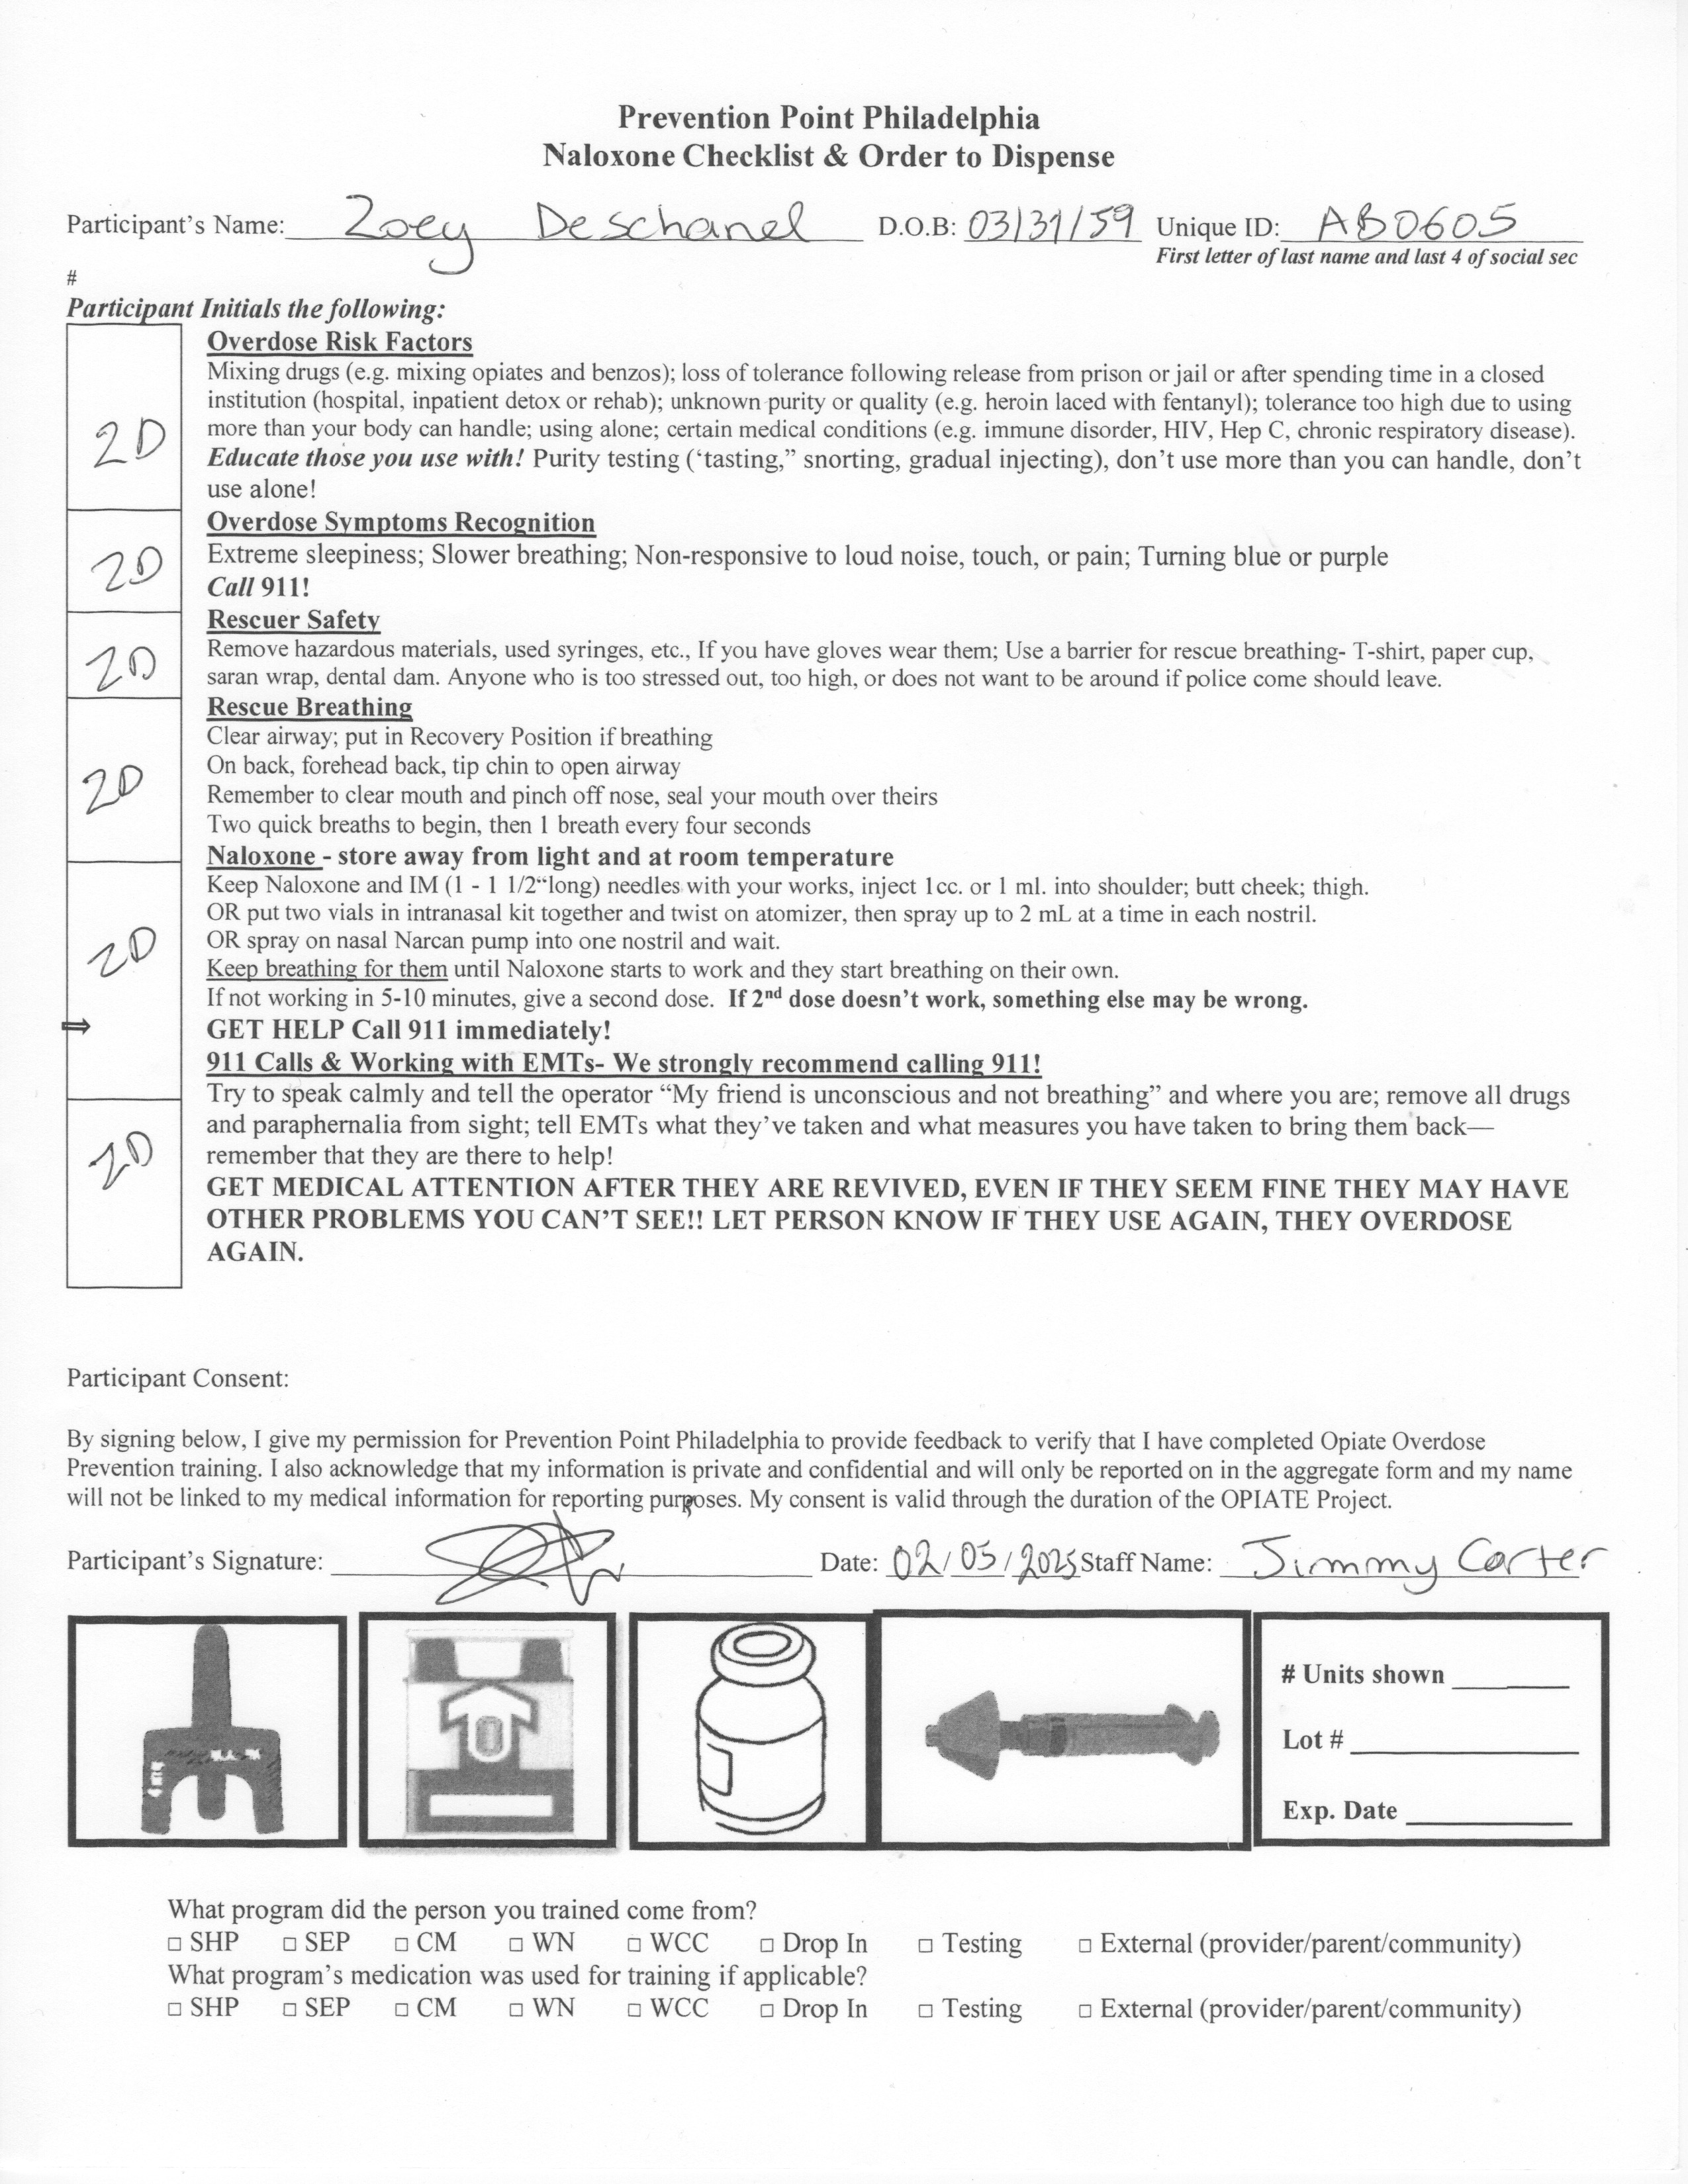 Prevention Point Philadelphia
Naloxone Checklist & Order to Dispense
Participant's Name: Zoey Deschanel D.O.B: 03/31/59 Unique ID: AB0605
First letter of last name and last 4 of social sec
#
Participant Initials the following:
Overdose Risk Factors
Mixing drugs (e.g. mixing opiates and benzos); loss of tolerance following release from prison or jail or after spending time in a closed
institution (hospital, inpatient detox or rehab); unknown purity or quality (e.g. heroin laced with fentanyl); tolerance too high due to using
ZD more than your body can handle; using alone; certain medical conditions (e.g. immune disorder, HIV, Hep C, chronic respiratory disease).
Educate those you use with! Purity testing ('tasting,” snorting, gradual injecting), don't use more than you can handle, don't
use alone!
Overdose Symptoms Recognition
ZD Extreme sleepiness; Slower breathing; Non-responsive to loud noise, touch, or pain; Turning blue or purple
Call 911!
Rescuer Safety
ZD Remove hazardous materials, used syringes, etc., If you have gloves wear them; Use a barrier for rescue breathing- T-shirt, paper cup,
saran wrap, dental dam. Anyone who is too stressed out, too high, or does not want to be around if police come should leave.
Rescue Breathing
Clear airway; put in Recovery Position if breathing
On back, forehead back, tip chin to open airway
ZD Remember to clear mouth and pinch off nose, seal your mouth over theirs
Two quick breaths to begin, then 1 breath every four seconds
Naloxone - store away from light and at room temperature
Keep Naloxone and IM (1 - 1 1/2“long) needles with your works, inject 1cc. or 1 ml. into shoulder; butt cheek; thigh.
OR put two vials in intranasal kit together and twist on atomizer, then spray up to 2 mL at a time in each nostril.
ZD OR spray on nasal Narcan pump into one nostril and wait.
Keep breathing for them until Naloxone starts to work and they start breathing on their own.
If not working in 5-10 minutes, give a second dose. If 2nd dose doesn't work, something else may be wrong.
⇒ GET HELP Call 911 immediately!
911 Calls & Working with EMTs- We strongly recommend calling 911!
Try to speak calmly and tell the operator “My friend is unconscious and not breathing” and where you are; remove all drugs
and paraphernalia from sight; tell EMTs what they've taken and what measures you have taken to bring them back—
ZD remember that they are there to help!
GET MEDICAL ATTENTION AFTER THEY ARE REVIVED, EVEN IF THEY SEEM FINE THEY MAY HAVE
OTHER PROBLEMS YOU CAN'T SEE!! LET PERSON KNOW IF THEY USE AGAIN, THEY OVERDOSE
AGAIN.
Participant Consent:
By signing below, I give my permission for Prevention Point Philadelphia to provide feedback to verify that I have completed Opiate Overdose
Prevention training. I also acknowledge that my information is private and confidential and will only be reported on in the aggregate form and my name
will not be linked to my medical information for reporting purposes. My consent is valid through the duration of the OPIATE Project.
Participant's Signature: Date: 02/05/2025 Staff Name: Jimmy Carter
# Units shown
Lot #
Exp. Date
What program did the person you trained come from?
□ SHP □ SEP □ CM □ WN □ WCC □ Drop In □ Testing □ External (provider/parent/community)
What program's medication was used for training if applicable?
□ SHP □ SEP □ CM □ WN □ WCC □ Drop In □ Testing □ External (provider/parent/community)